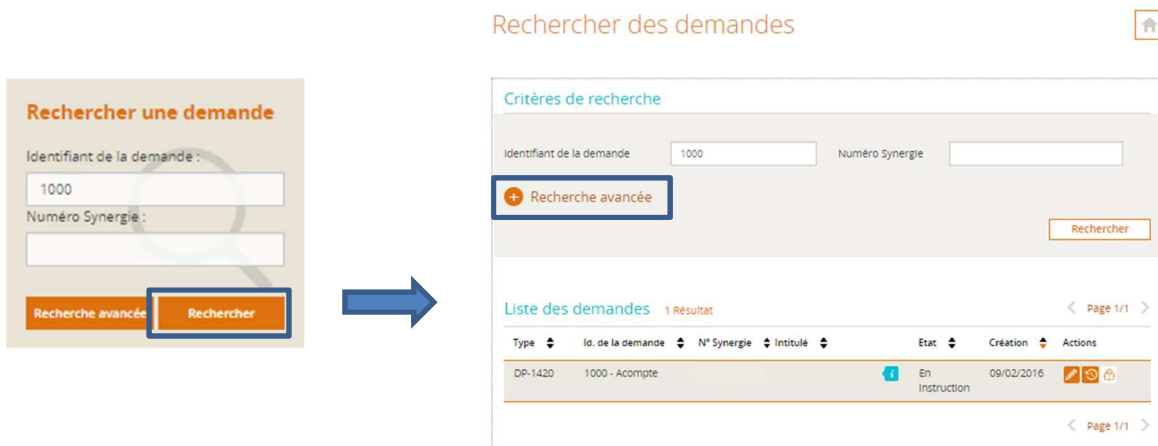 Rechercher des demandes
Rechercher une demande
Identifiant de la demande :
1000
Numéro Synergie :
Recherche avancée Rechercher
Critères de recherche
Identifiant de la demande 1000 Numéro Synergie
Recherche avancée
Rechercher
Liste des demandes 1 Résultat Page 1/1
Type Id. de la demande N° Synergie Intitulé Etat Création Actions
DP-1420 1000 - Acompte i En 09/02/2016
Instruction
Page 1/1